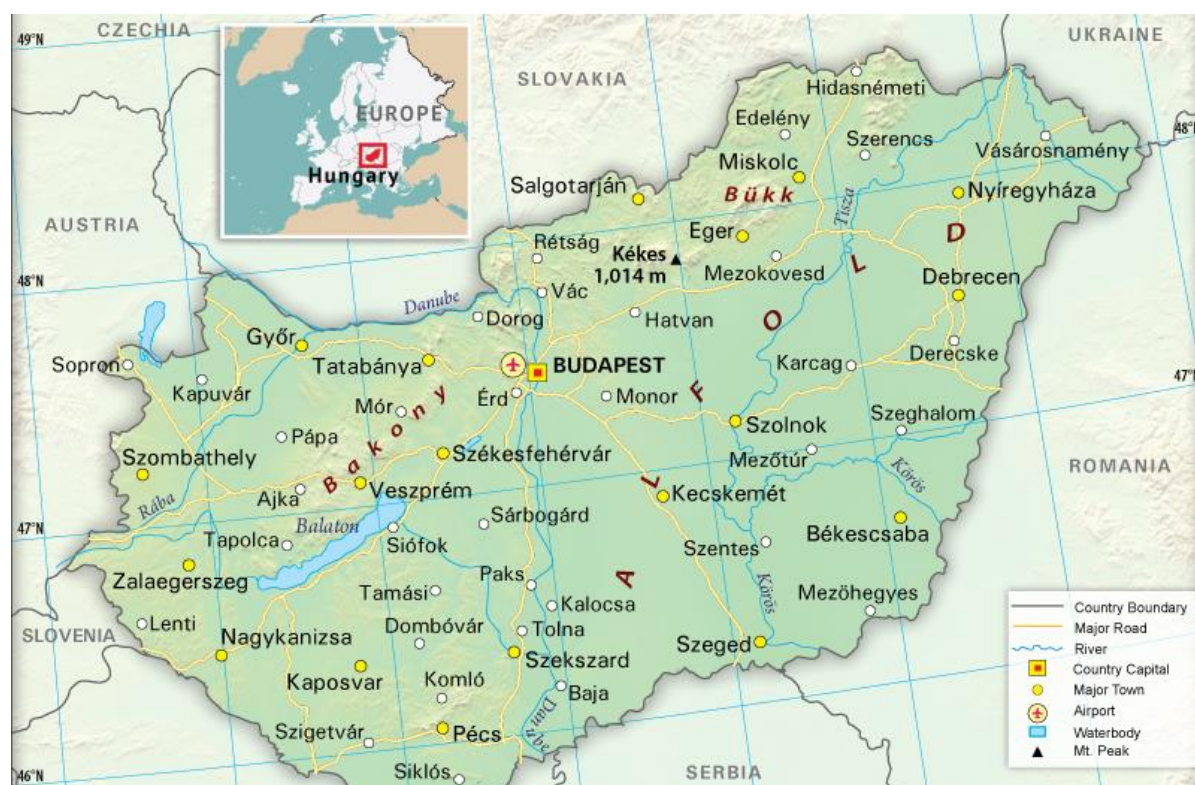 49°N
CZECHIA
UKRAINE
SLOVAKIA
EUROPE
Hungary
AUSTRIA
48°N
48°
Hidasnémeti
Edelény
Szerencs
Vásárosnamény
Miskolc
Salgotarján
Bükk
Tisza
Nyíregyháza
Eger
Rétság
Kékes
1,014 m
Mezokovesd
A L F O L D
Debrecen
Vác
Danube
Dorog
Hatvan
Győr
Tatabánya
BUDAPEST
Karcag
Derecske
Sopron
Kapuvár
Érd
Monor
47°N
Mór
Bakony
Szeghalom
Pápa
Szolnok
Székesfehérvár
Mezőtúr
Szombathely
ROMANIA
Körös
Ajka
Veszprém
Kecskemét
Rába
Balaton
Sárbogárd
Békescsaba
47°N
Tapolca
Siófok
Szentes
Zalaegerszeg
Paks
Tamási
Kalocsa
Körös
Mezöhegyes
Lenti
Dombóvár
Tolna
SLOVENIA
Nagykanizsa
Szeged
Szekszard
Kaposvar
Komló
Baja
Danube
Szigetvár
Pécs
Siklós
SERBIA
46°N
Country Boundary
Major Road
River
Country Capital
Major Town
Airport
Waterbody
Mt. Peak